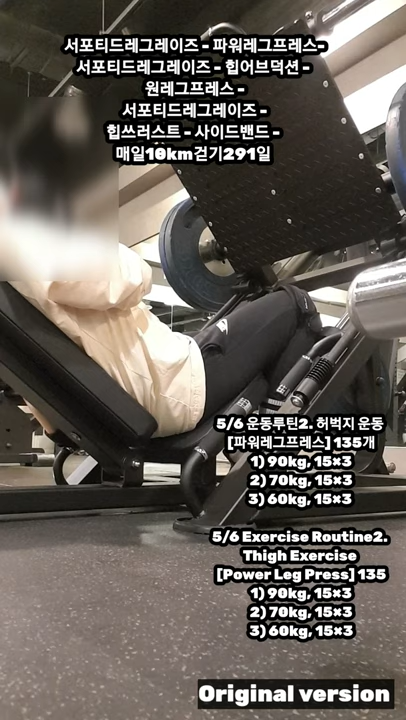 서포티드레그레이즈 - 파워레그프레스-
서포티드레그레이즈 - 힙어브덕션 -
원레그프레스 -
서포티드레그레이즈 -
힙쓰러스트 - 사이드밴드 -
매일10km걷기291일
5/6 운동루틴2. 허벅지 운동
[파워레그프레스] 135개
1) 90kg, 15×3
2) 70kg, 15×3
3) 60kg, 15×3
5/6 Exercise Routine2.
Thigh Exercise
[Power Leg Press] 135
1) 90kg, 15×3
2) 70kg, 15×3
3) 60kg, 15×3
Original version